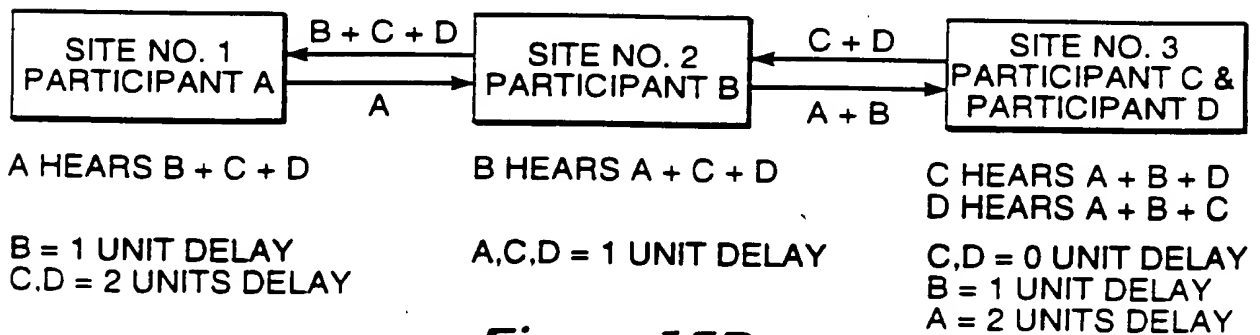 SITE NO. 1
PARTICIPANT A
B + C + D
A
SITE NO. 2
PARTICIPANT B
C + D
A + B
SITE NO. 3
PARTICIPANT C &
PARTICIPANT D
A HEARS B + C + D
B = 1 UNIT DELAY
C,D = 2 UNITS DELAY
B HEARS A + C + D
A,C,D = 1 UNIT DELAY
C HEARS A + B + D
D HEARS A + B + C
C,D = 0 UNIT DELAY
B = 1 UNIT DELAY
A = 2 UNITS DELAY